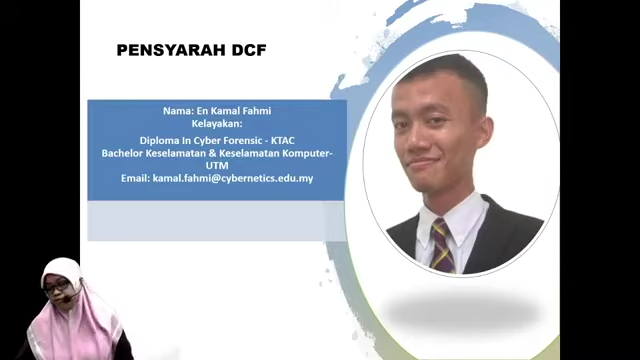 PENSYARAH DCF
Nama: En Kamal Fahmi
Kelayakan:
Diploma In Cyber Forensic - KTAC
Bachelor Keselamatan & Keselamatan Komputer-
UTM
Email: kamal.fahmi@cybernetics.edu.my